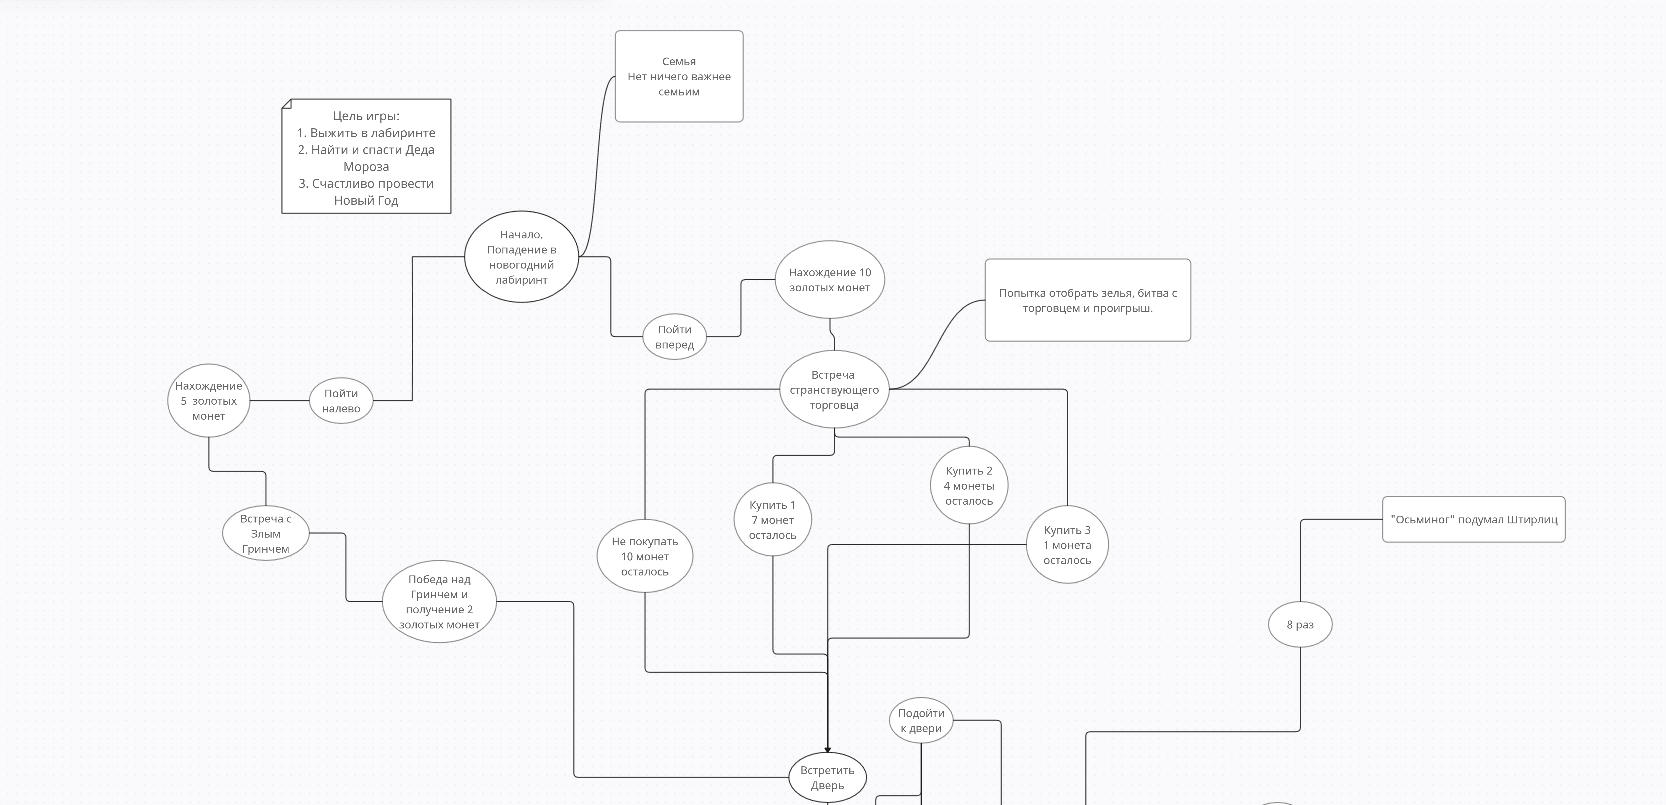 Семья
Нет ничего важнее
семьим
Цель игры:
1. Выжить в лабиринте
2. Найти и спасти Деда
Мороза
3. Счастливо провести
Новый Год
Начало,
Попадение в
новогодний
лабиринт
Нахождение 10
золотых монет
Попытка отобрать зелья, битва с
торговцем и проигрыш.
Пойти
вперед
Встреча
странствующего
торговца
Нахождение
5 золотых
монет
Пойти
налево
Купить 2
4 монеты
осталось
Купить 1
7 монет
осталось
Купить 3
1 монета
осталось
Не покупать
10 монет
осталось
"Осьминог" подумал Штирлиц
Встреча с
Злым
Гринчем
Победа над
Гринчем и
получение 2
золотых монет
8 раз
Подойти
к двери
Встретить
Дверь